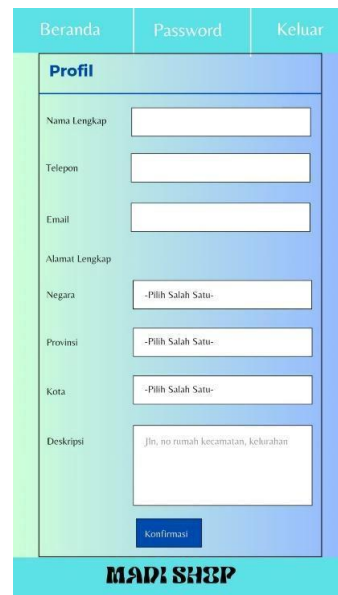 Beranda Password Keluar
Profil
Nama Lengkap
Telepon
Email
Alamat Lengkap
Negara -Pilih Salah Satu-
Provinsi -Pilih Salah Satu-
Kota -Pilih Salah Satu-
Deskripsi Jln, no rumah kecamatan, kelurahan
Konfirmasi
MADI SHOP